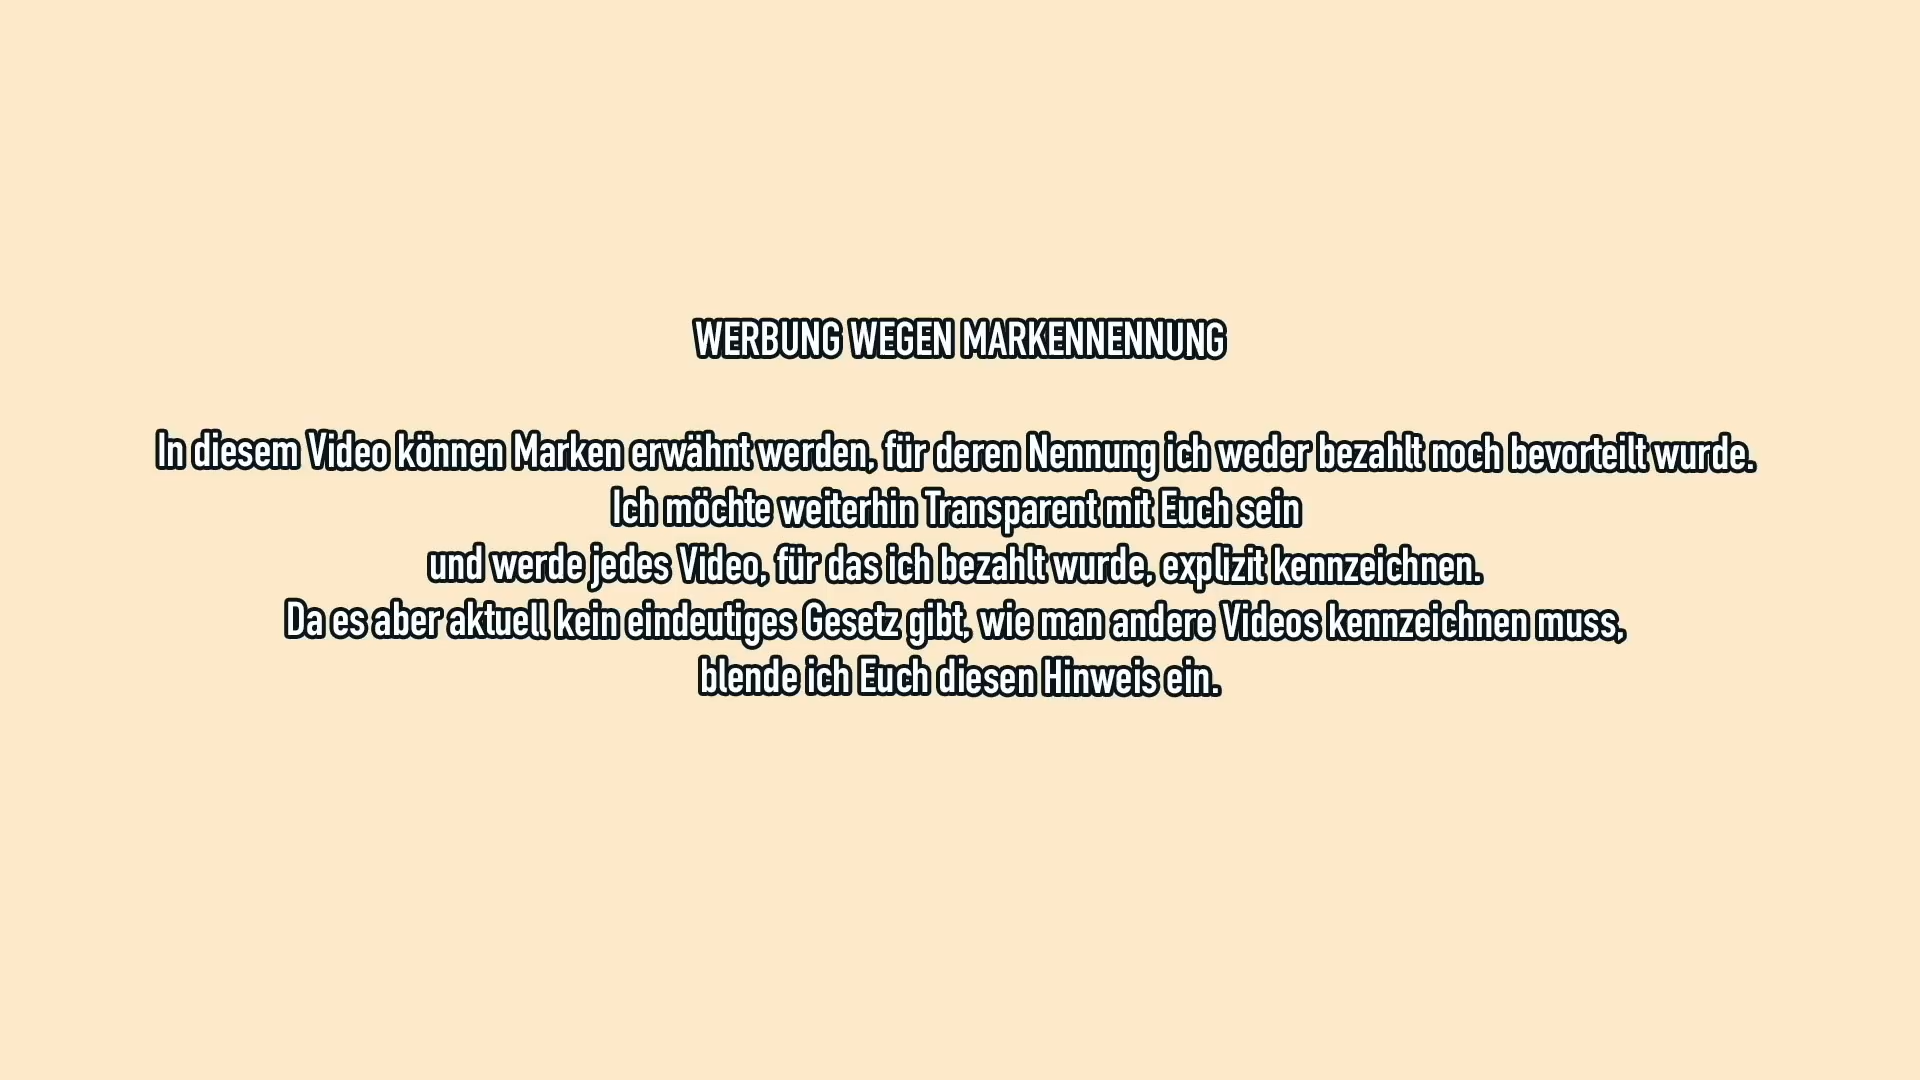 WERBUNG WEGEN MARKENNENNUNG
In diesem Video können Marken erwähnt werden, für deren Nennung ich weder bezahlt noch bevorteilt wurde.
Ich möchte weiterhin Transparent mit Euch sein
und werde jedes Video, für das ich bezahlt wurde, explizit kennzeichnen.
Da es aber aktuell kein eindeutiges Gesetz gibt, wie man andere Videos kennzeichnen muss,
blende ich Euch diesen Hinweis ein.